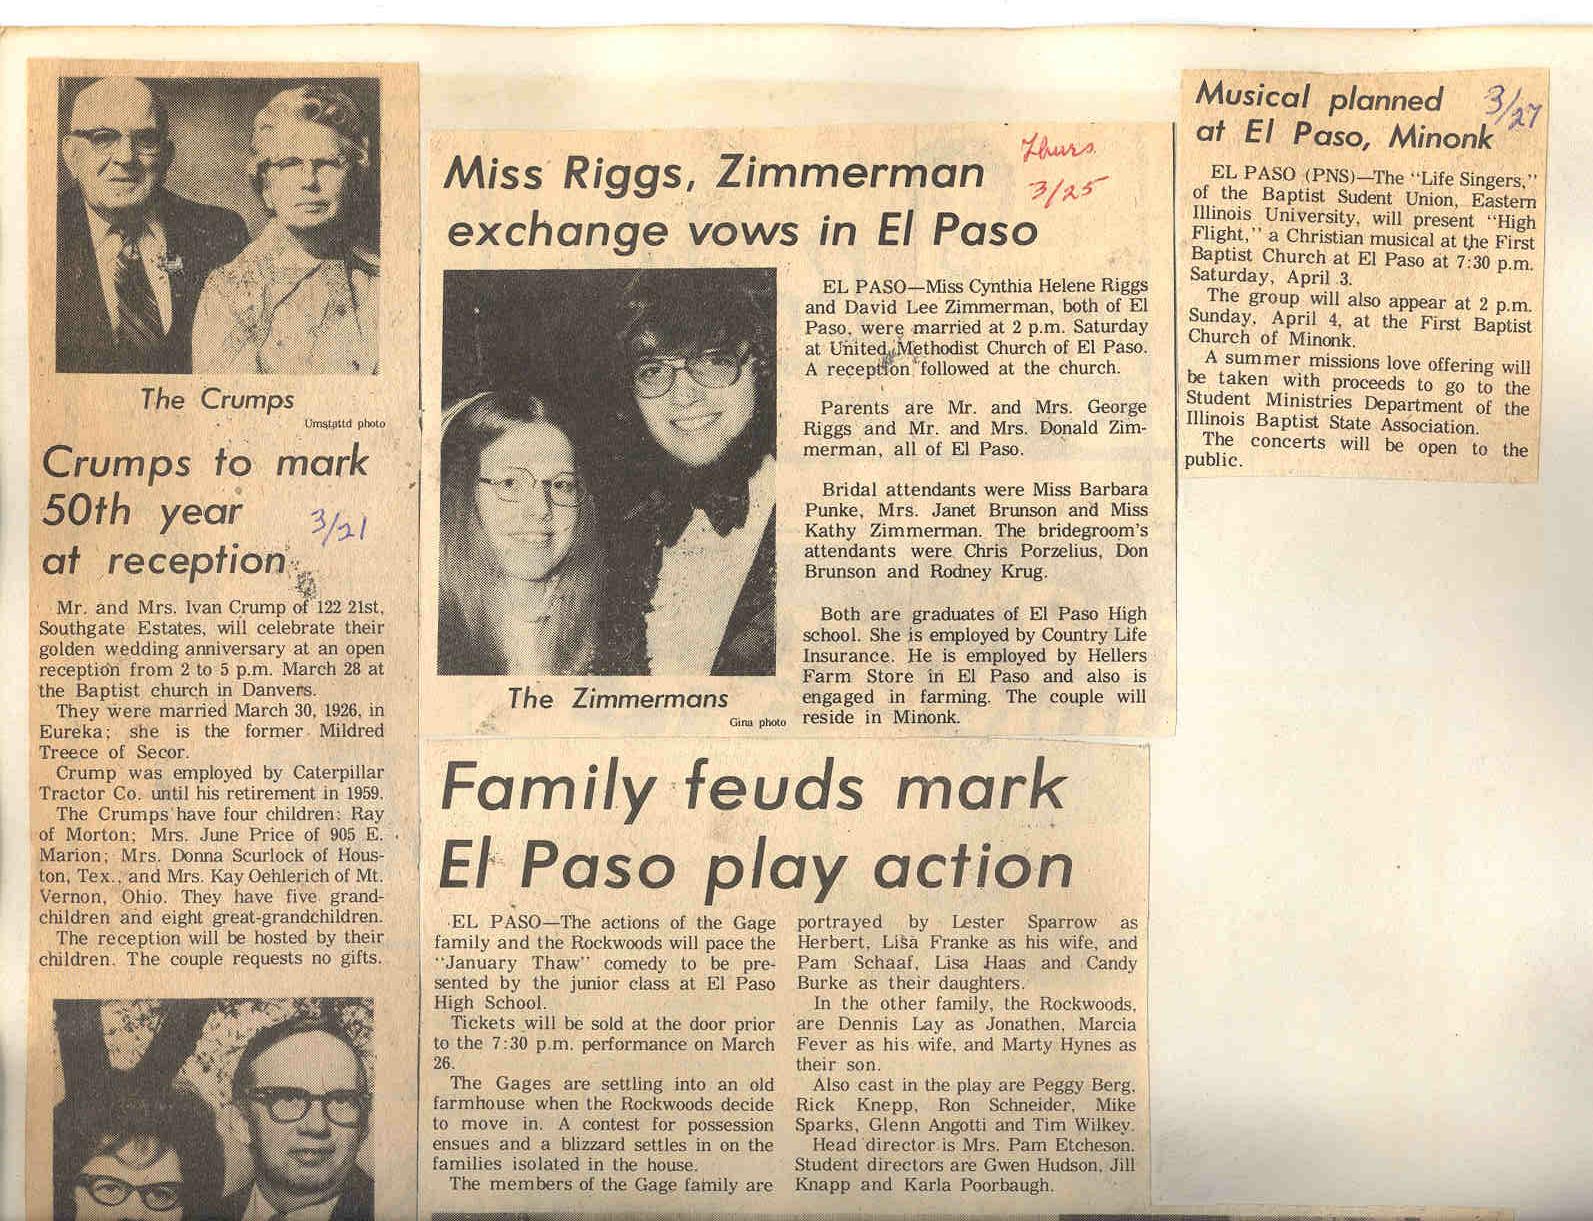 The Crumps
Umstattd photo
Crumps to mark
50th year
at reception
3/21
Mr. and Mrs. Ivan Crump of 122 21st,
Southgate Estates, will celebrate their
golden wedding anniversary at an open
reception from 2 to 5 p.m. March 28 at
the Baptist church in Danvers.
They were married March 30, 1926, in
Eureka; she is the former Mildred
Treece of Secor.
Crump was employed by Caterpillar
Tractor Co. until his retirement in 1959.
The Crumps have four children: Ray
of Morton; Mrs. June Price of 905 E.
Marion; Mrs. Donna Scurlock of Hous-
ton, Tex., and Mrs. Kay Oehlerich of Mt.
Vernon, Ohio. They have five grand-
children and eight great-grandchildren.
The reception will be hosted by their
children. The couple requests no gifts.
Miss Riggs, Zimmerman
exchange vows in El Paso
Thurs.
3/25
The Zimmermans
Gina photo
EL PASO—Miss Cynthia Helene Riggs
and David Lee Zimmerman, both of El
Paso, were married at 2 p.m. Saturday
at United Methodist Church of El Paso.
A reception followed at the church.
Parents are Mr. and Mrs. George
Riggs and Mr. and Mrs. Donald Zim-
merman, all of El Paso.
Bridal attendants were Miss Barbara
Punke, Mrs. Janet Brunson and Miss
Kathy Zimmerman. The bridegroom's
attendants were Chris Porzelius, Don
Brunson and Rodney Krug.
Both are graduates of El Paso High
school. She is employed by Country Life
Insurance. He is employed by Hellers
Farm Store in El Paso and also is
engaged in farming. The couple will
reside in Minonk.
Family feuds mark
El Paso play action
EL PASO—The actions of the Gage
family and the Rockwoods will pace the
"January Thaw" comedy to be pre-
sented by the junior class at El Paso
High School.
Tickets will be sold at the door prior
to the 7:30 p.m. performance on March
26.
The Gages are settling into an old
farmhouse when the Rockwoods decide
to move in. A contest for possession
ensues and a blizzard settles in on the
families isolated in the house.
The members of the Gage family are
portrayed by Lester Sparrow as
Herbert, Lisa Franke as his wife, and
Pam Schaaf, Lisa Haas and Candy
Burke as their daughters.
In the other family, the Rockwoods,
are Dennis Lay as Jonathen, Marcia
Fever as his wife, and Marty Hynes as
their son.
Also cast in the play are Peggy Berg,
Rick Knepp, Ron Schneider, Mike
Sparks, Glenn Angotti and Tim Wilkey.
Head director is Mrs. Pam Etcheson.
Student directors are Gwen Hudson, Jill
Knapp and Karla Poorbaugh.
Musical planned
at El Paso, Minonk
3/27
EL PASO (PNS)—The "Life Singers,"
of the Baptist Sudent Union, Eastern
Illinois University, will present "High
Flight," a Christian musical at the First
Baptist Church at El Paso at 7:30 p.m.
Saturday, April 3.
The group will also appear at 2 p.m.
Sunday, April 4, at the First Baptist
Church of Minonk.
A summer missions love offering will
be taken with proceeds to go to the
Student Ministries Department of the
Illinois Baptist State Association.
The concerts will be open to the
public.